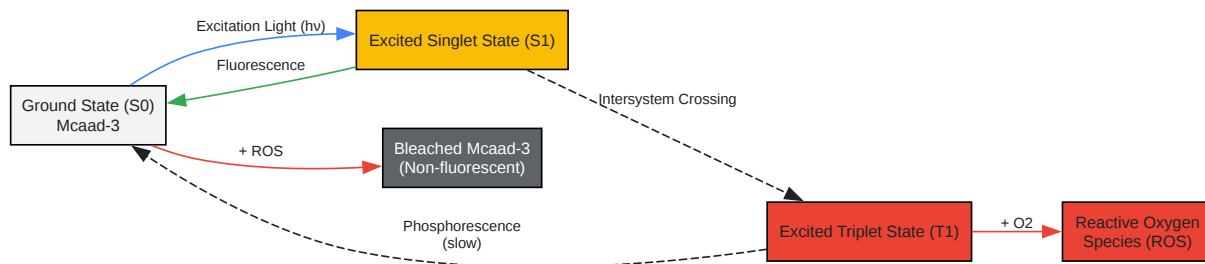 Excitation Light (hν)
Excited Singlet State (S1)
Fluorescence
Intersystem Crossing
Ground State (S0)
Mcaad-3
+ ROS
Bleached Mcaad-3
(Non-fluorescent)
Phosphorescence
(slow)
Excited Triplet State (T1)
+ O2
Reactive Oxygen
Species (ROS)